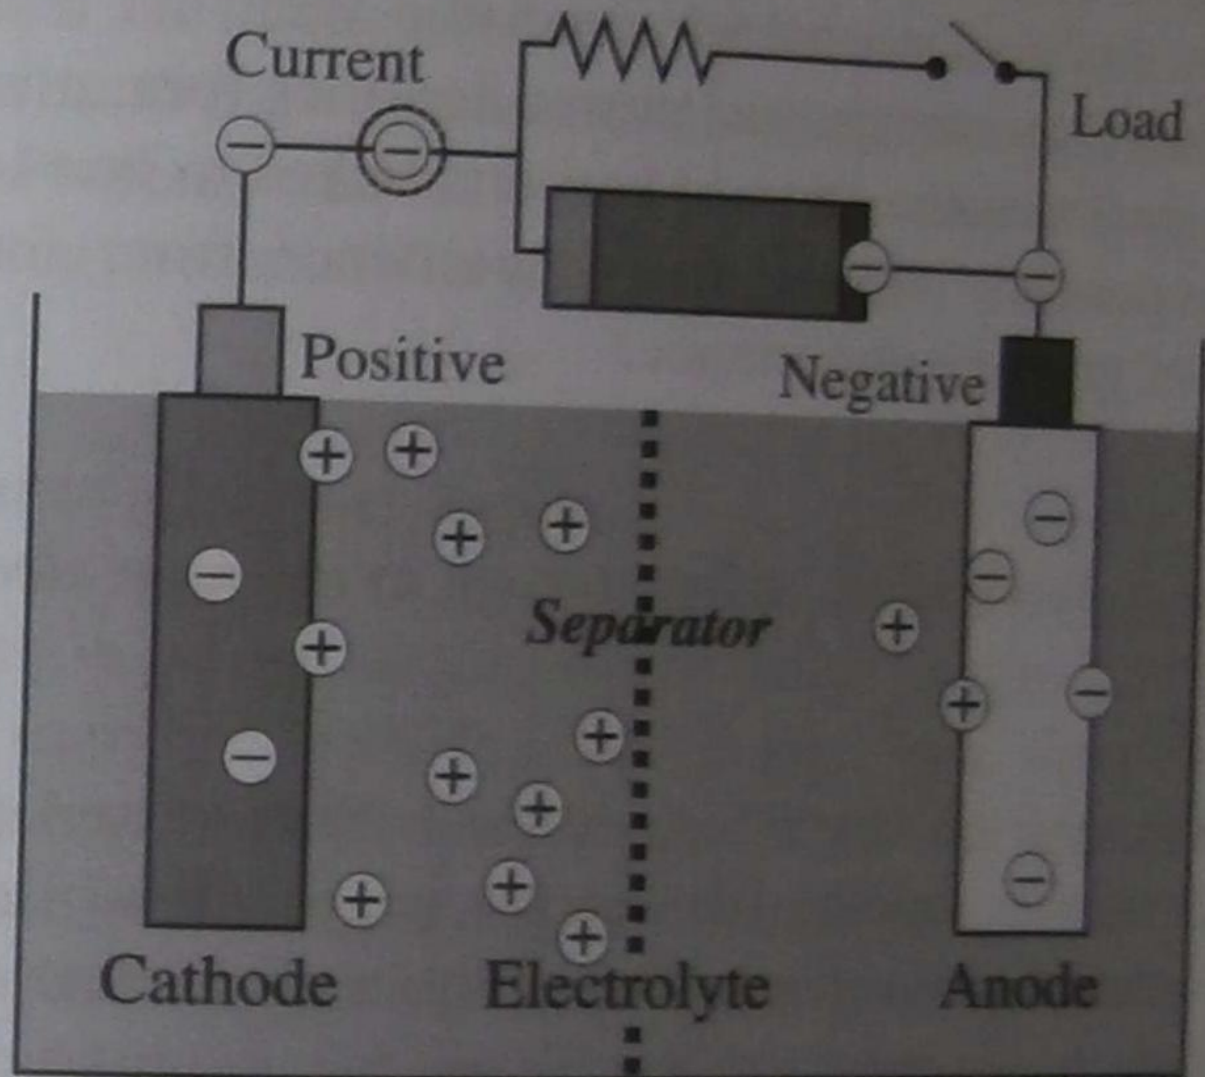 Current
Load
Positive
Negative
Separator
Cathode
Electrolyte
Anode